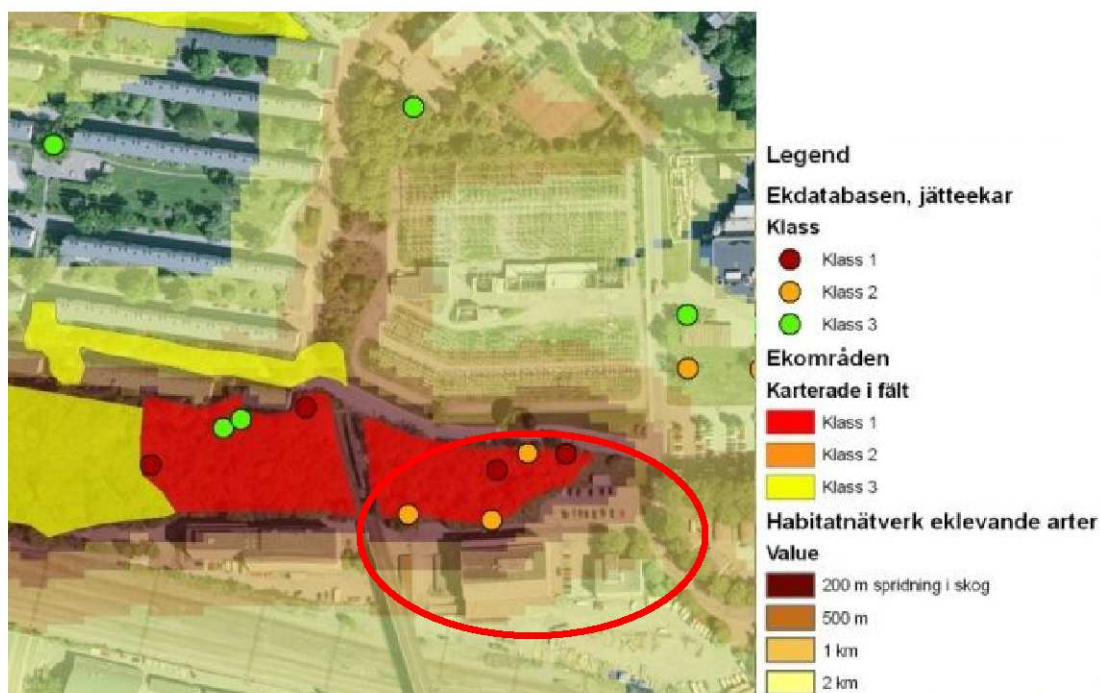 Legend
Ekdatabasen, jätteekar
Klass
Klass 1
Klass 2
Klass 3
Ekområden
Karterade i fält
Klass 1
Klass 2
Klass 3
Habitatnätverk eklevande arter
Value
200 m spridning i skog
500 m
1 km
2 km